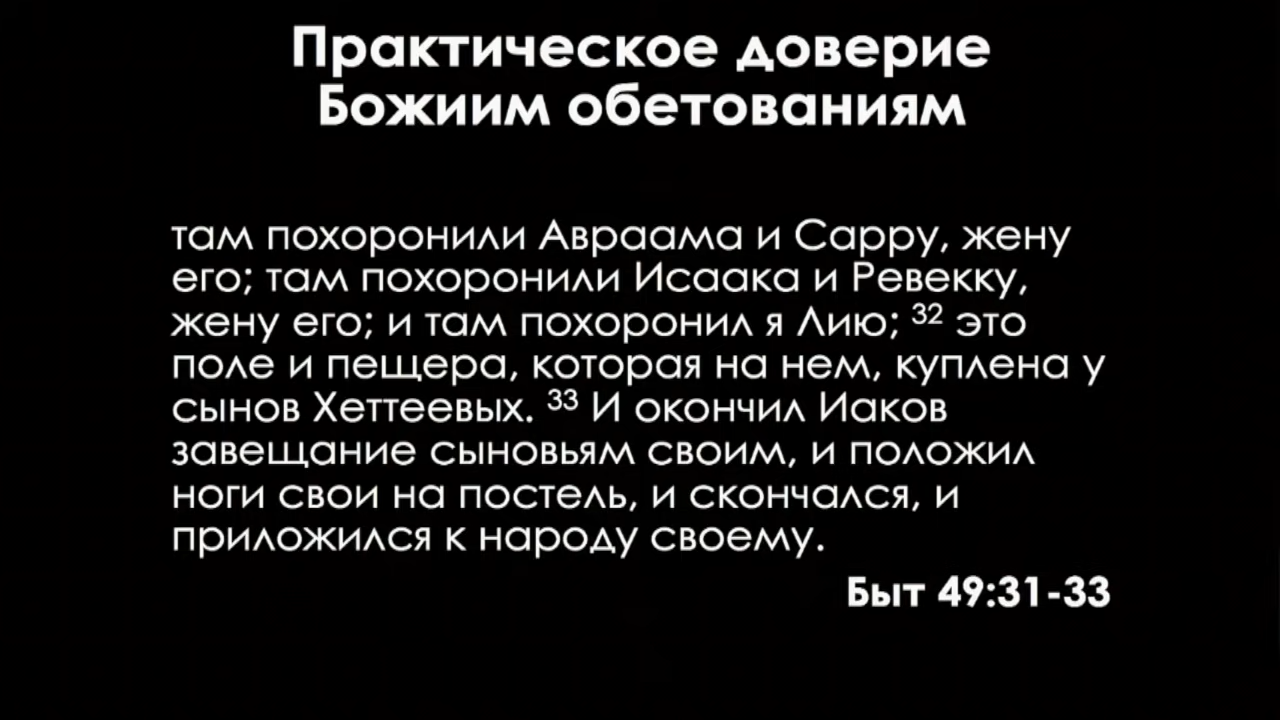 Практическое доверие
Божиим обетованиям
там похоронили Авраама и Сарру, жену
его; там похоронили Исаака и Ревекку,
жену его; и там похоронил я Лию; 32 это
поле и пещера, которая на нем, куплена у
сынов Хеттеевых. 33 И окончил Иаков
завещание сыновьям своим, и положил
ноги свои на постель, и скончался, и
приложился к народу своему.
Быт 49:31-33